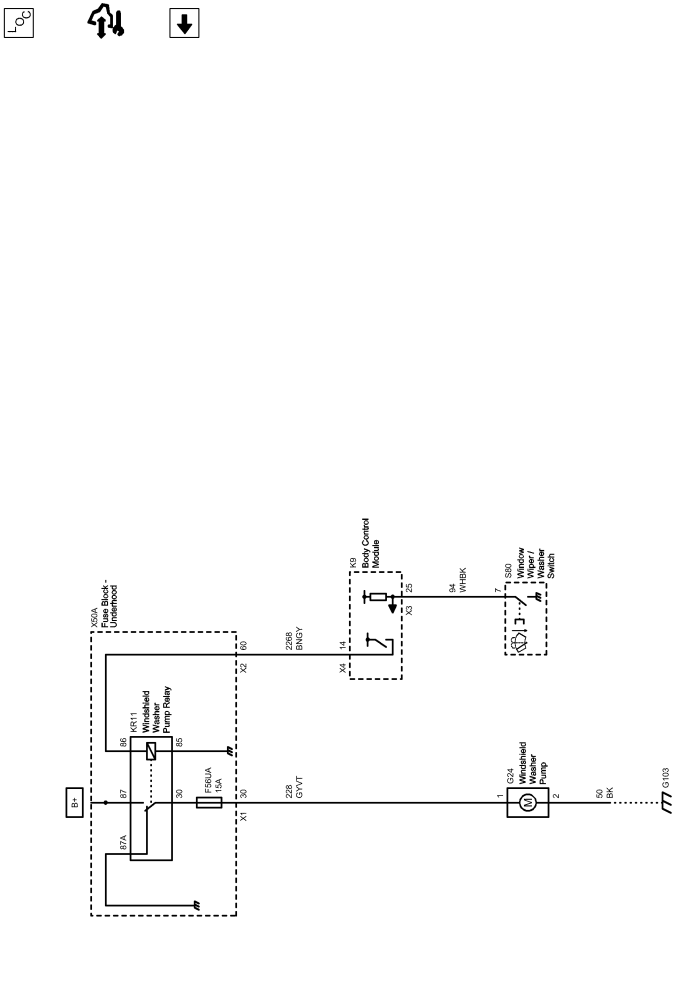 LOC
B+
X50A
Fuse Block -
Underhood
87A
87
86
KR11
Windshield
Washer
Pump Relay
30
85
F56UA
15A
X1
30
X2
60
228
GYVT
2268
BNGY
K9
Body Control
Module
X4
14
X3
25
94
WHBK
S80
Window
Wiper /
Washer
Switch
7
G24
Windshield
Washer
Pump
1
M
2
50
BK
G103